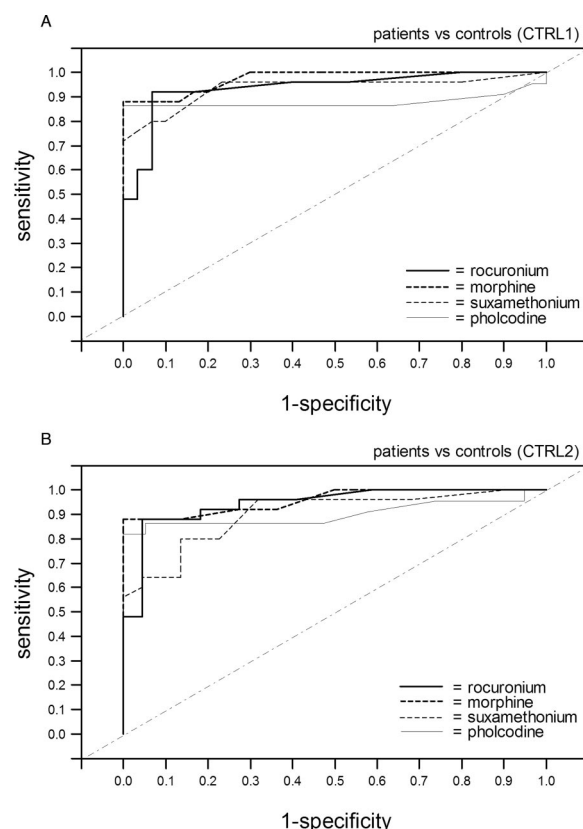 A
patients vs controls (CTRL1)
1.0
0.9
0.8
0.7
0.6
0.5
0.4
0.3
0.2
0.1
0.0
sensitivity
= rocuronium
= morphine
= suxamethonium
= pholcodine
0.0 0.1 0.2 0.3 0.4 0.5 0.6 0.7 0.8 0.9 1.0
1-specificity
B
patients vs controls (CTRL2)
1.0
0.9
0.8
0.7
0.6
0.5
0.4
0.3
0.2
0.1
0.0
sensitivity
= rocuronium
= morphine
= suxamethonium
= pholcodine
0.0 0.1 0.2 0.3 0.4 0.5 0.6 0.7 0.8 0.9 1.0
1-specificity